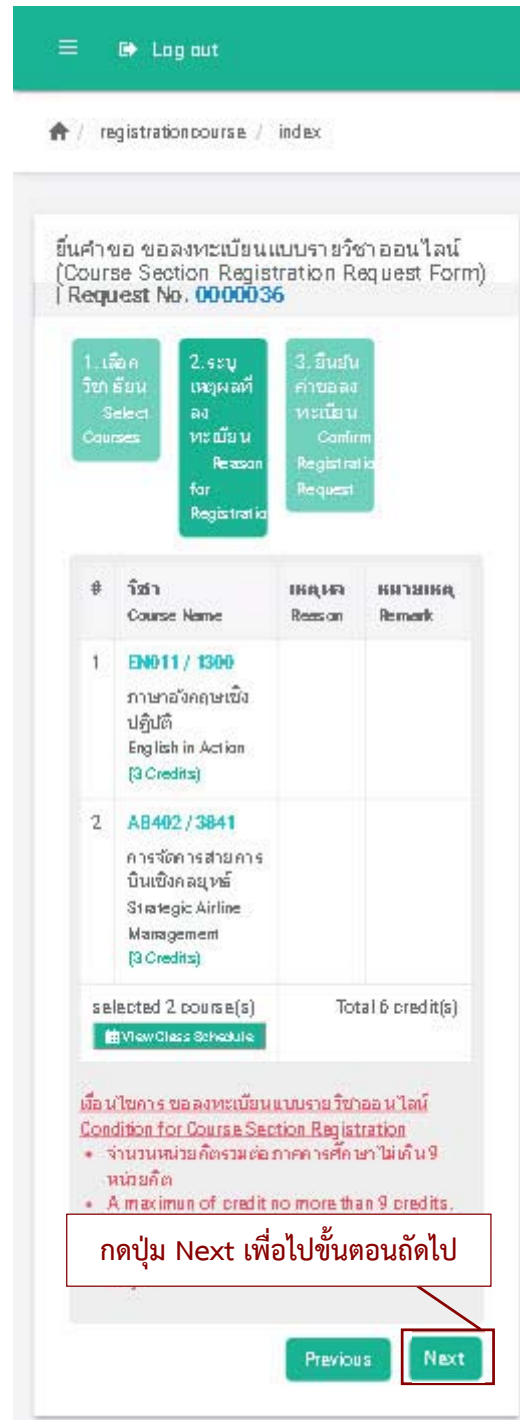 Log out
/ registrationcourse / index
ยื่นคำขอ ขอลงทะเบียนแบบรายวิชาออนไลน์
(Course Section Registration Request Form)
| Request No. 0000036
1. เลือก
วิชาเรียน
Select
Courses
2. ระบุ
เหตุผลที่
ลง
ทะเบียน
Reason
for
Registratio
3. ยืนยัน
คำขอลง
ทะเบียน
Confirm
Registratio
Request
# วิชา เหตุผล หมายเหตุ
Course Name Reason Remark
1 EN011 / 1300
ภาษาอังกฤษเชิง
ปฏิบัติ
English in Action
(3 Credits)
2 AB402 / 3841
การจัดการสายการ
บินเชิงกลยุทธ์
Strategic Airline
Management
(3 Credits)
selected 2 course(s) Total 6 credit(s)
View Class Schedule
เงื่อนไขการ ขอลงทะเบียนแบบรายวิชาออนไลน์
Condition for Course Section Registration
• จำนวนหน่วยกิตรวมต่อภาคการศึกษาไม่เกิน 9
หน่วยกิต
• A maximun of credit no more than 9 credits.
กดปุ่ม Next เพื่อไปขั้นตอนถัดไป
Previous Next